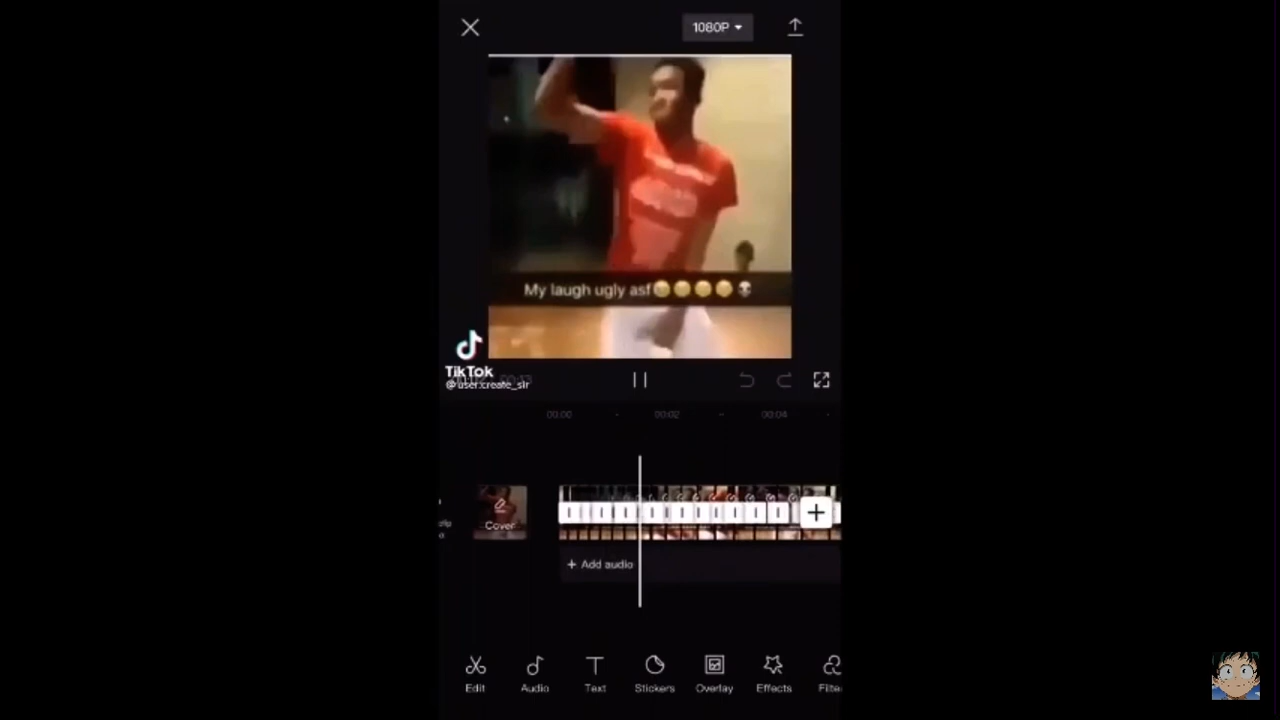 1080P
My laugh ugly asf
TikTok
@user.create_slr
00:00
00:02
00:04
Cover
+ Add audio
Edit
Audio
Text
Stickers
Overlay
Effects
Filte